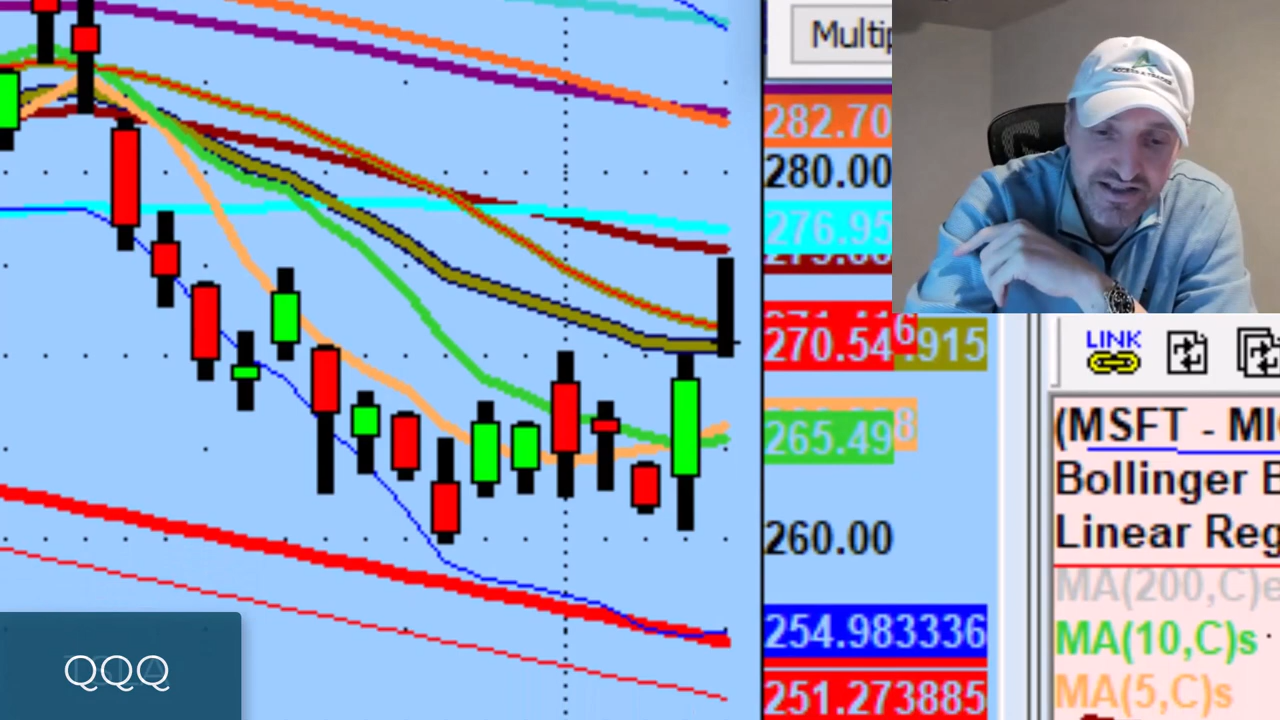 Multip
282.70
280.00
276.95
270.54
.915
265.49
8
260.00
254.983336
251.273885
LINK
(MSFT - MI
Bollinger B
Linear Reg
MA(200,C)e
MA(10,C)s
MA(5,C)s
QQQ